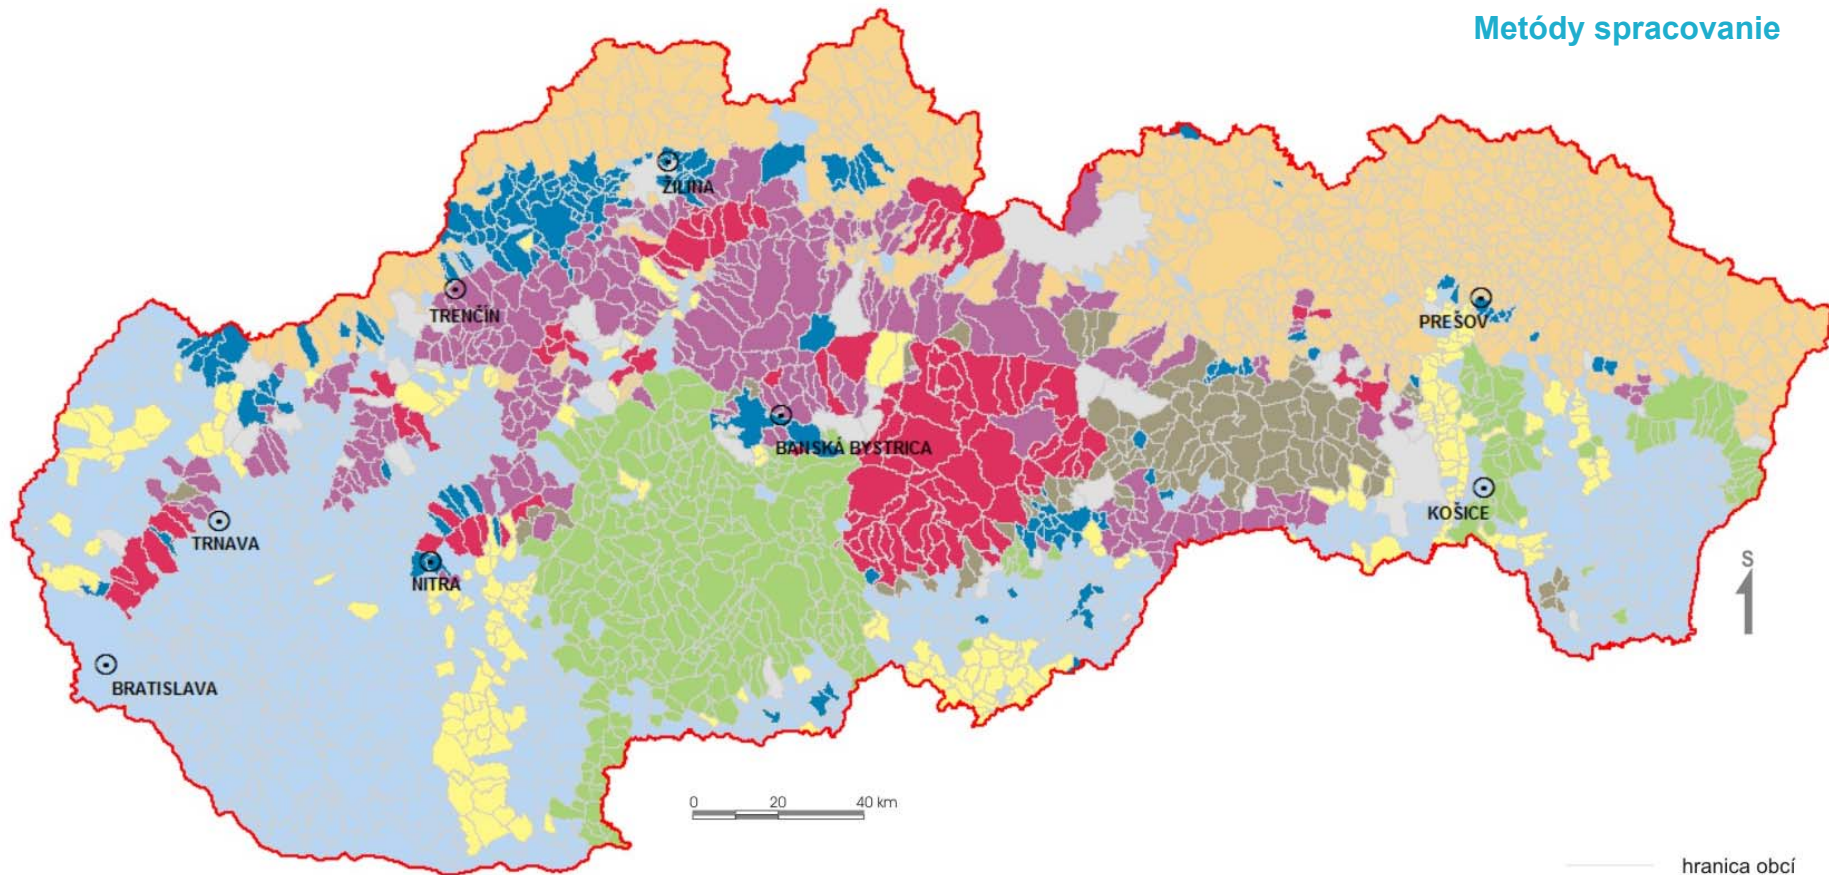 Metódy spracovanie
ŽILINA
TRENČÍN
PREŠOV
BANSKÁ BYSTRICA
KOŠICE
TRNAVA
NITRA
S
BRATISLAVA
0 20 40 km
hranica obcí